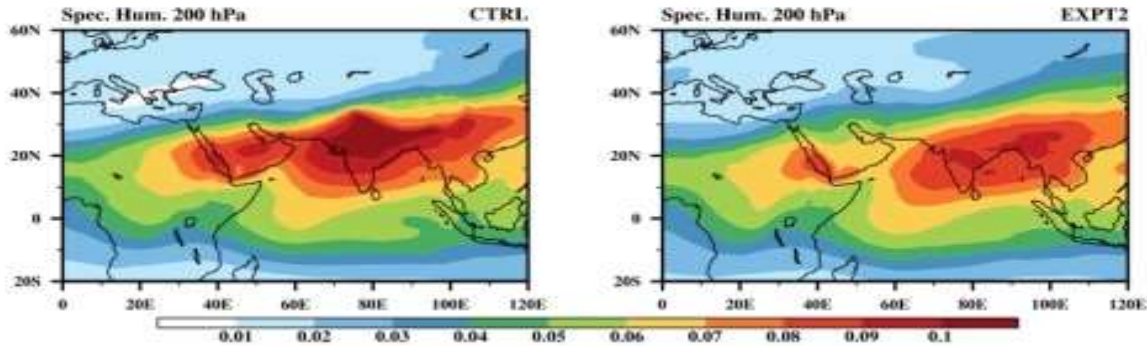 Spec. Hum. 200 hPa CTRL
60N
40N
20N
0
20S
0 20E 40E 60E 80E 100E 120E
Spec. Hum. 200 hPa EXPT2
60N
40N
20N
0
20S
0 20E 40E 60E 80E 100E 120E
0.01 0.02 0.03 0.04 0.05 0.06 0.07 0.08 0.09 0.1